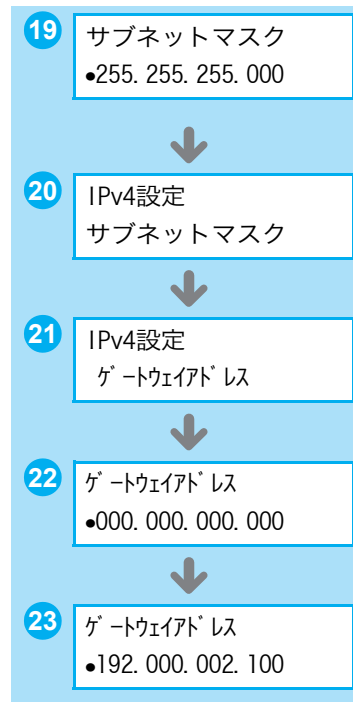 19
サブネットマスク
●255. 255. 255. 000
20
IPv4設定
サブネットマスク
21
IPv4設定
ｹﾞｰﾄｳｪｲｱﾄﾞﾚｽ
22
ｹﾞｰﾄｳｪｲｱﾄﾞﾚｽ
●000. 000. 000. 000
23
ｹﾞｰﾄｳｪｲｱﾄﾞﾚｽ
●192. 000. 002. 100